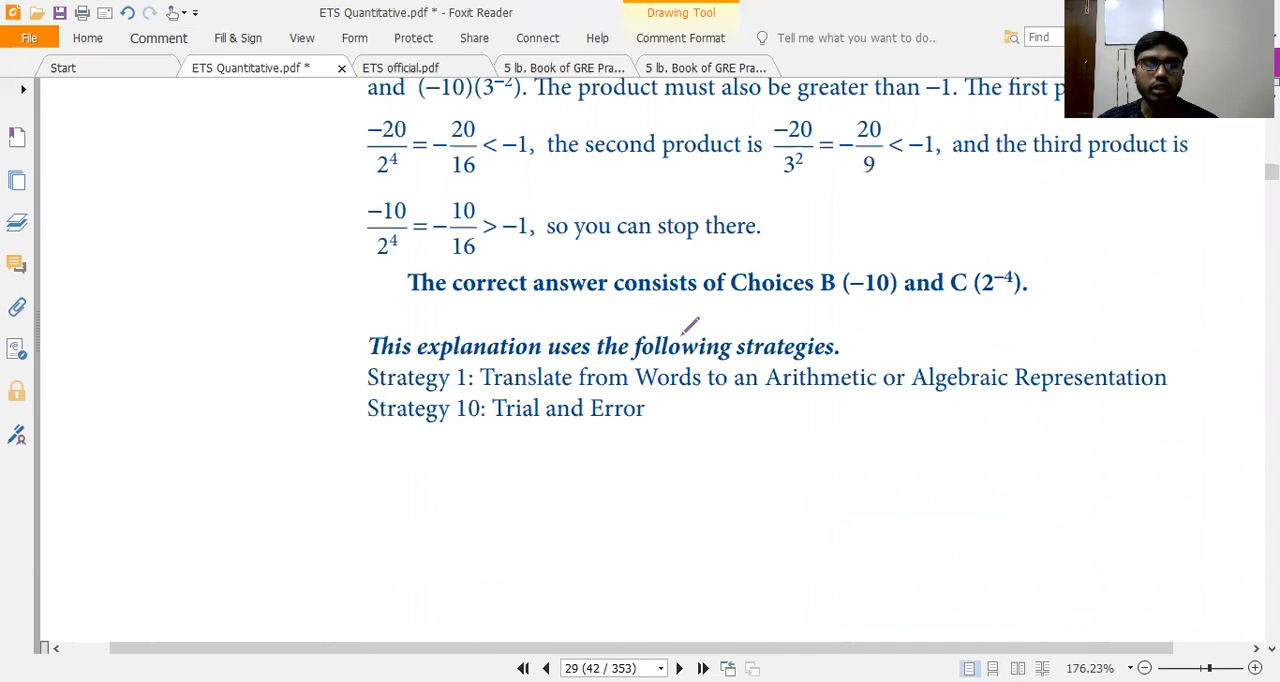 ETS Quantitative.pdf * - Foxit Reader
Drawing Tool
File Home Comment Fill & Sign View Form Protect Share Connect Help Comment Format Tell me what you want to do.. Find
Start ETS Quantitative.pdf * ETS official.pdf 5 lb. Book of GRE Pra... 5 lb. Book of GRE Pra...
and (−10)(3⁻²). The product must also be greater than −1. The first p
−20/2⁴ = −20/16 < −1, the second product is −20/3² = −20/9 < −1, and the third product is
−10/2⁴ = −10/16 > −1, so you can stop there.
The correct answer consists of Choices B (−10) and C (2⁻⁴).
This explanation uses the following strategies.
Strategy 1: Translate from Words to an Arithmetic or Algebraic Representation
Strategy 10: Trial and Error
29 (42 / 353) 176.23%